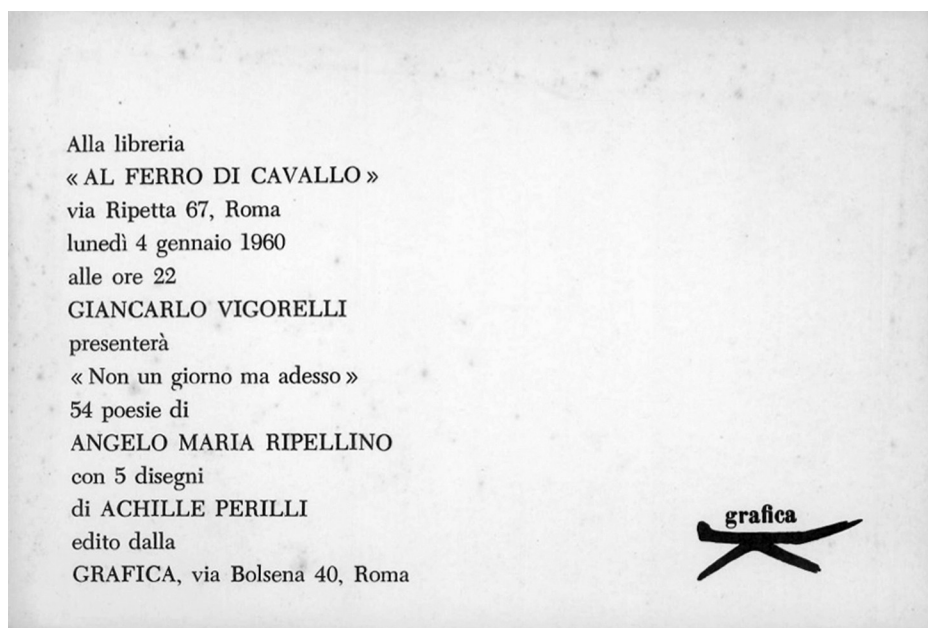 Alla libreria
« AL FERRO DI CAVALLO »
via Ripetta 67, Roma
lunedì 4 gennaio 1960
alle ore 22
GIANCARLO VIGORELLI
presenterà
« Non un giorno ma adesso »
54 poesie di
ANGELO MARIA RIPELLINO
con 5 disegni
di ACHILLE PERILLI
edito dalla
GRAFICA, via Bolsena 40, Roma
grafica